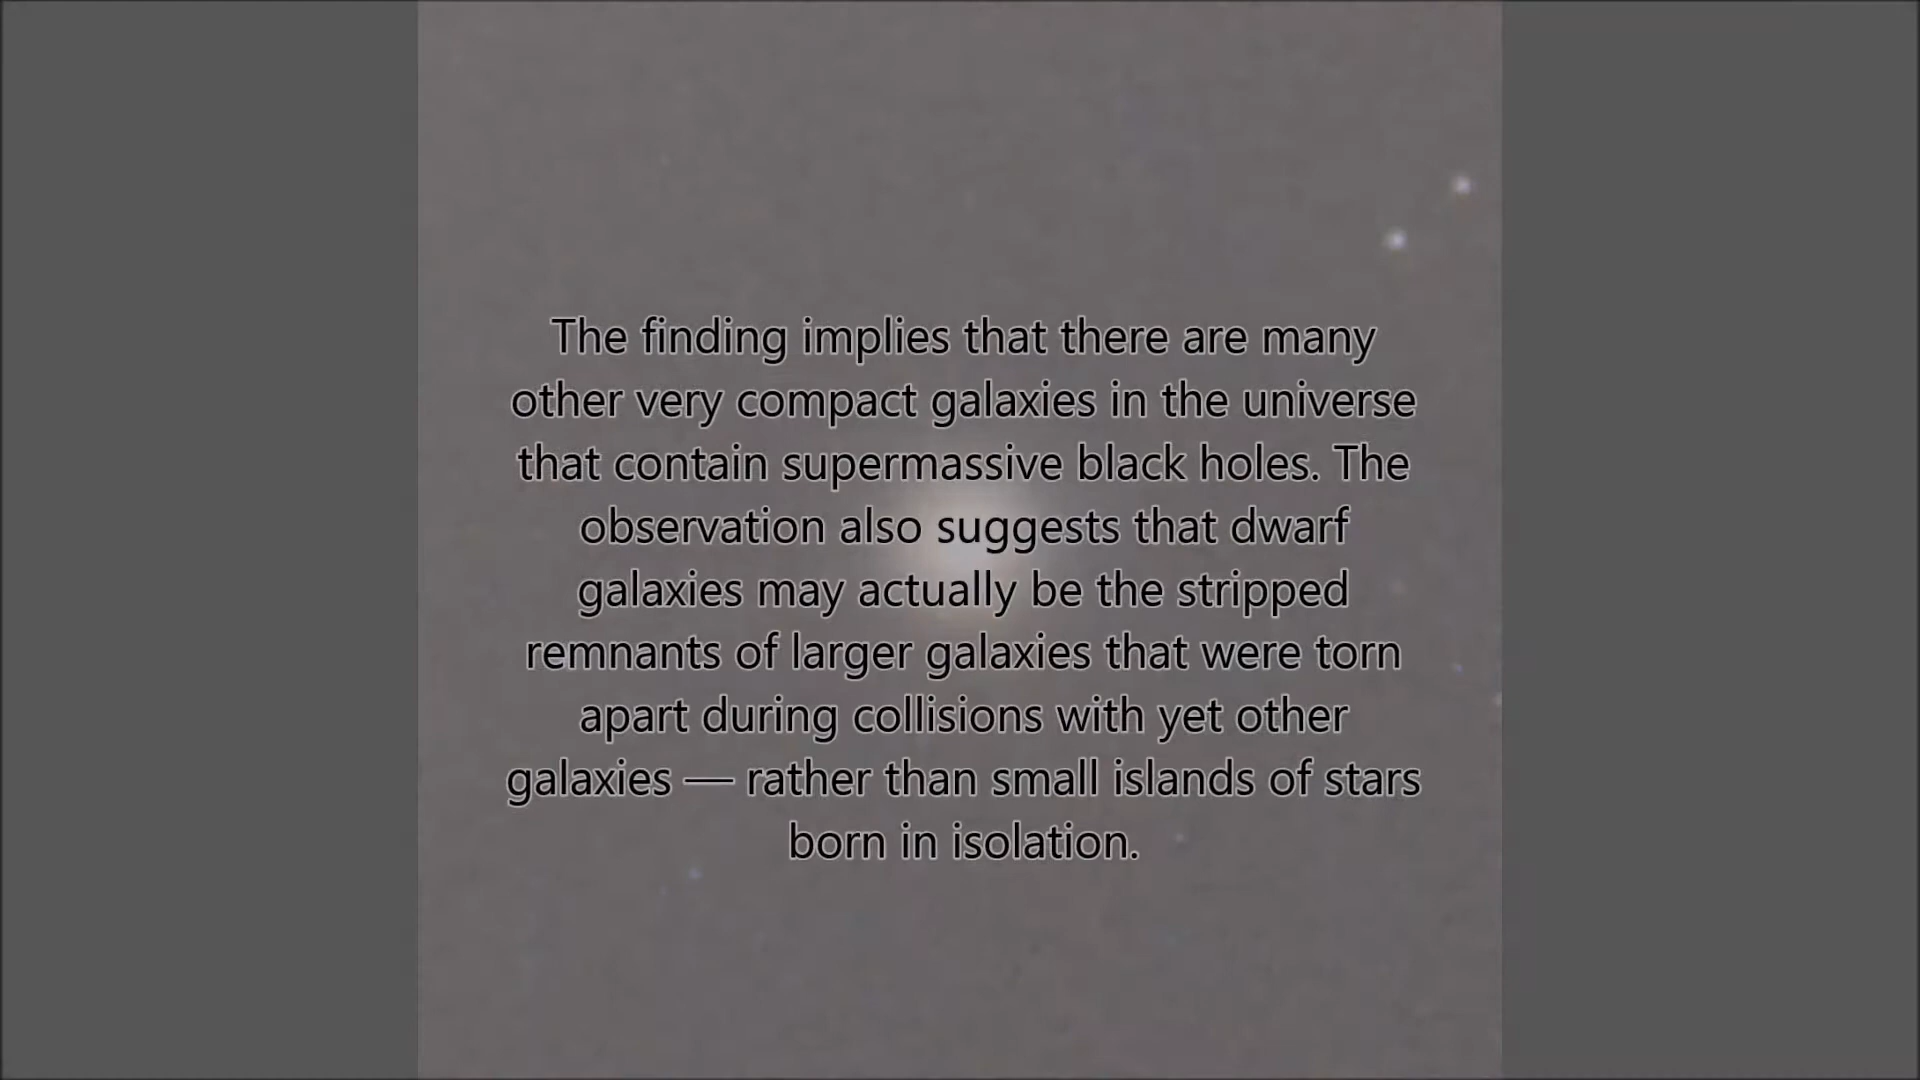 The finding implies that there are many
other very compact galaxies in the universe
that contain supermassive black holes. The
observation also suggests that dwarf
galaxies may actually be the stripped
remnants of larger galaxies that were torn
apart during collisions with yet other
galaxies — rather than small islands of stars
born in isolation.